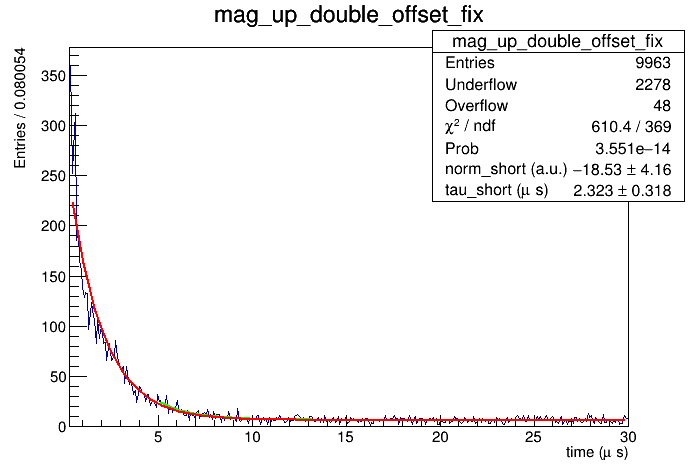 mag_up_double_offset_fix
mag_up_double_offset_fix
Entries 9963
Underflow 2278
Overflow 48
χ² / ndf 610.4 / 369
Prob 3.551e−14
norm_short (a.u.) −18.53 ± 4.16
tau_short (μ s) 2.323 ± 0.318
Entries / 0.080054
350
300
250
200
150
100
50
0
5 10 15 20 25 30
time (μ s)